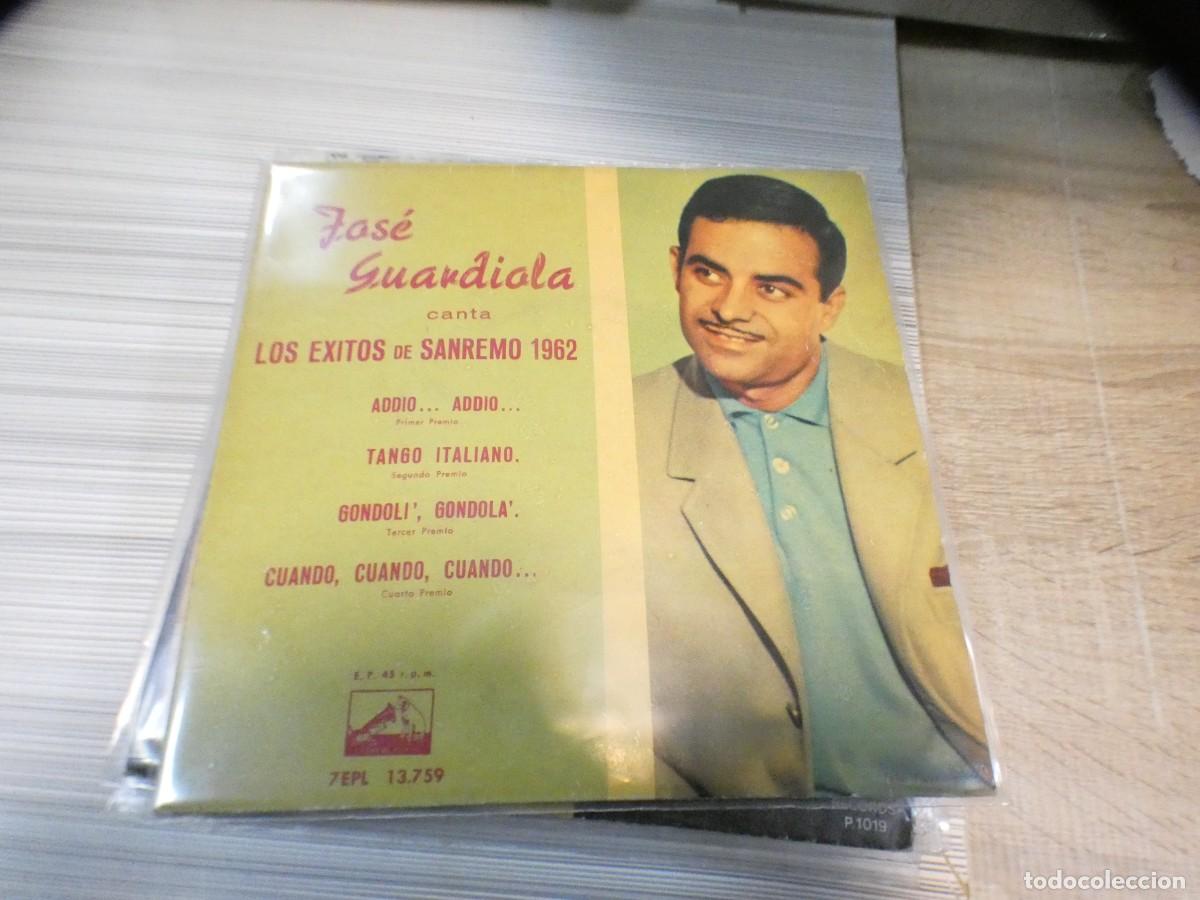 José
Guardiola
canta
LOS EXITOS DE SANREMO 1962
ADDIO... ADDIO...
Primer Premio
TANGO ITALIANO.
Segundo Premio
GONDOLI', GONDOLA'.
Tercer Premio
CUANDO, CUANDO, CUANDO...
Cuarto Premio
E. P. 45 r. p. m.
7EPL 13.759
P.1019
todocoleccion